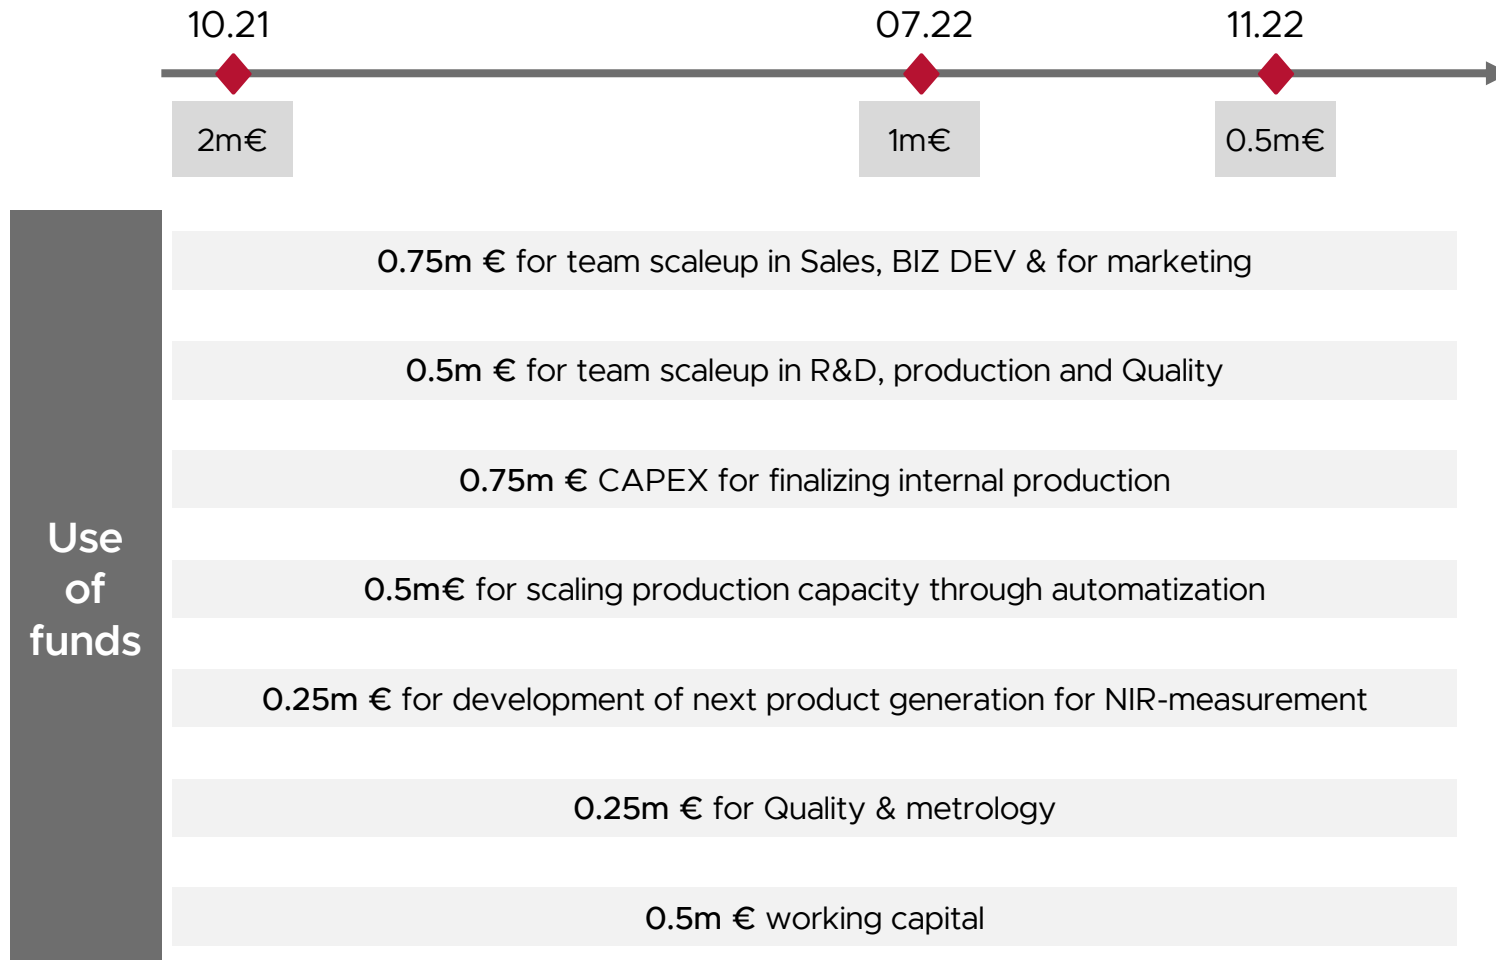 10.21
07.22
11.22
2m€
1m€
0.5m€
Use
of
funds
0.75m € for team scaleup in Sales, BIZ DEV & for marketing
0.5m € for team scaleup in R&D, production and Quality
0.75m € CAPEX for finalizing internal production
0.5m€ for scaling production capacity through automatization
0.25m € for development of next product generation for NIR-measurement
0.25m € for Quality & metrology
0.5m € working capital